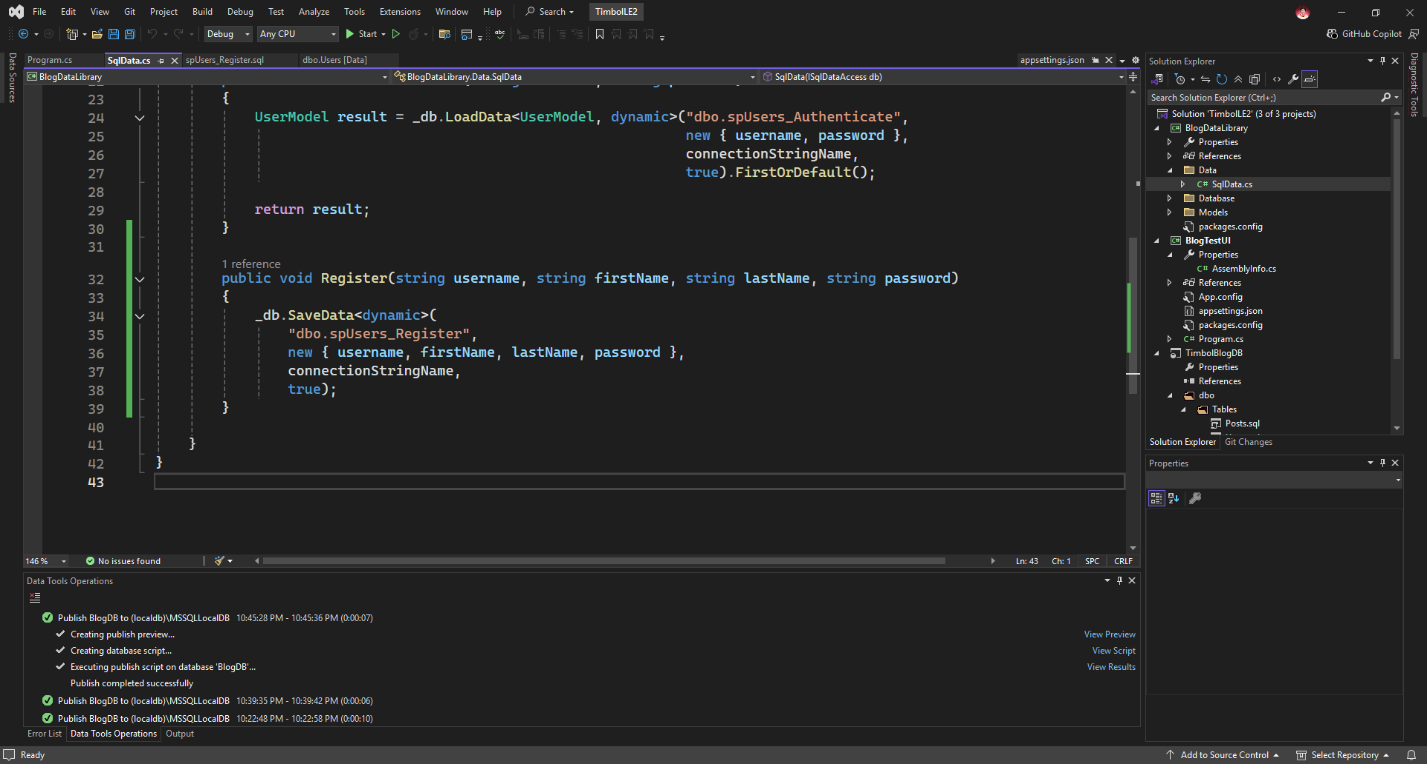 File Edit View Git Project Build Debug Test Analyze Tools Extensions Window Help Search TimbolLE2
Debug Any CPU Start GitHub Copilot
Data Sources
Program.cs SqlData.cs spUsers_Register.sql dbo.Users [Data] appsettings.json
BlogDataLibrary BlogDataLibrary.Data.SqlData SqlData(ISqlDataAccess db)
23 {
24 UserModel result = _db.LoadData<UserModel, dynamic>("dbo.spUsers_Authenticate",
25 new { username, password },
26 connectionStringName,
27 true).FirstOrDefault();
28
29 return result;
30 }
31
1 reference
32 public void Register(string username, string firstName, string lastName, string password)
33 {
34 _db.SaveData<dynamic>(
35 "dbo.spUsers_Register",
36 new { username, firstName, lastName, password },
37 connectionStringName,
38 true);
39 }
40
41 }
42 }
43
146 % No issues found Ln: 43 Ch: 1 SPC CRLF
Data Tools Operations
Publish BlogDB to (localdb)\MSSQLLocalDB 10:45:28 PM - 10:45:36 PM (0:00:07)
Creating publish preview... View Preview
Creating database script... View Script
Executing publish script on database 'BlogDB'... View Results
Publish completed successfully
Publish BlogDB to (localdb)\MSSQLLocalDB 10:39:35 PM - 10:39:42 PM (0:00:06)
Publish BlogDB to (localdb)\MSSQLLocalDB 10:22:48 PM - 10:22:58 PM (0:00:10)
Error List Data Tools Operations Output
Solution Explorer
Search Solution Explorer (Ctrl+;)
Solution 'TimbolLE2' (3 of 3 projects)
BlogDataLibrary
Properties
References
Data
C# SqlData.cs
Database
Models
packages.config
BlogTestUI
Properties
C# AssemblyInfo.cs
References
App.config
appsettings.json
packages.config
C# Program.cs
TimbolBlogDB
Properties
References
dbo
Tables
Posts.sql
Solution Explorer Git Changes
Properties
Diagnostic Tools
Ready Add to Source Control Select Repository